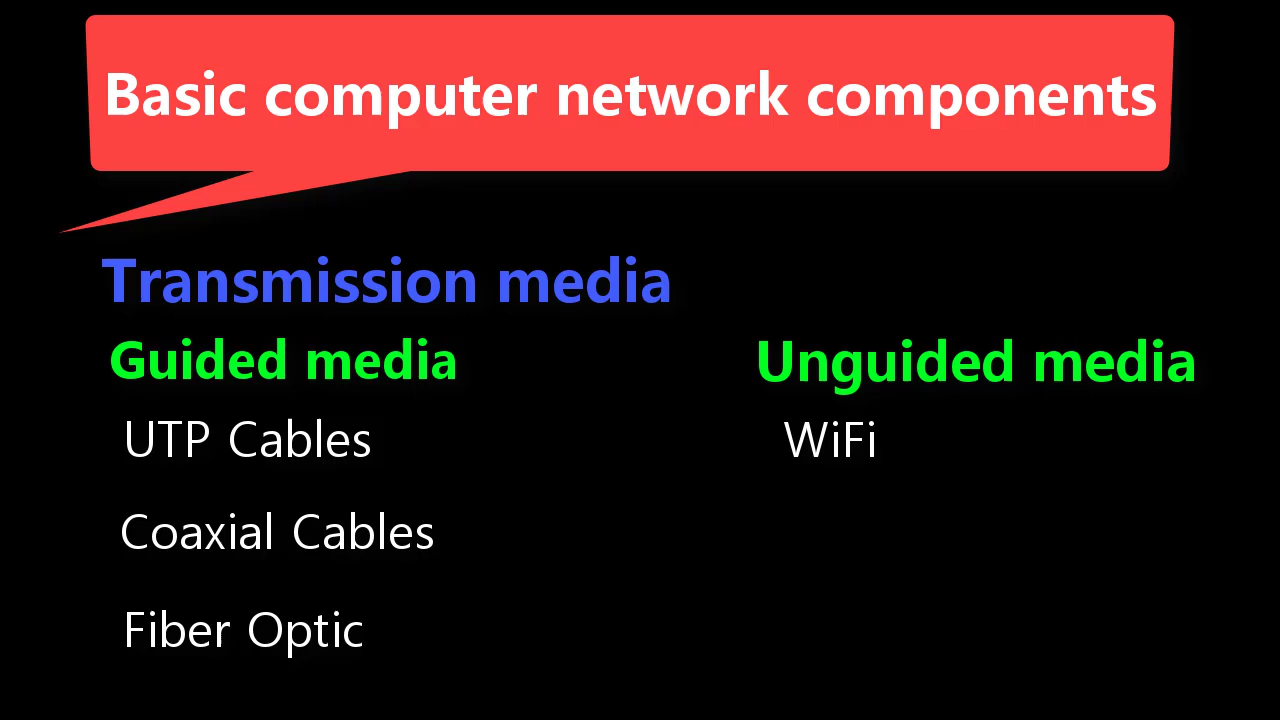 Basic computer network components
Transmission media
Guided media
Unguided media
UTP Cables
WiFi
Coaxial Cables
Fiber Optic